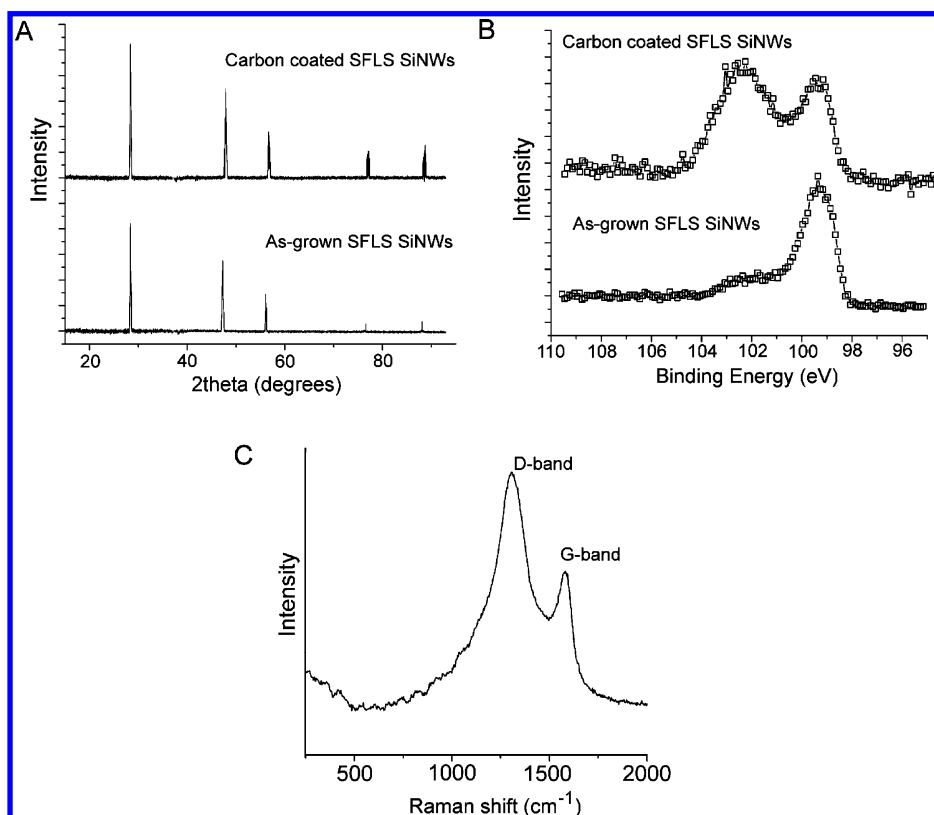 A
Carbon coated SFLS SiNWs
As-grown SFLS SiNWs
Intensity
20 40 60 80
2theta (degrees)
B
Carbon coated SFLS SiNWs
As-grown SFLS SiNWs
Intensity
110 108 106 104 102 100 98 96
Binding Energy (eV)
C
D-band
G-band
Intensity
500 1000 1500 2000
Raman shift (cm⁻¹)